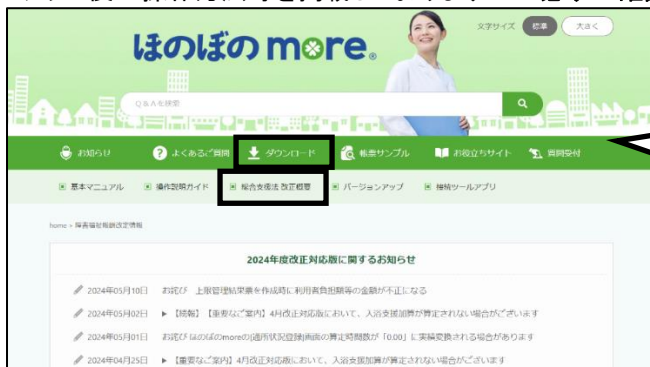 ほのぼの more®
文字サイズ 標準 大きく
Q&Aを検索
お知らせ よくあるご質問 ダウンロード 帳票サンプル お役立ちサイト 質問受付
基本マニュアル 操作説明ガイド 総合支援法 改正概要 バージョンアップ 接続ツールアプリ
home > 障害福祉報酬改定情報
2024年度改正対応版に関するお知らせ
2024年05月10日 お詫び 上限管理結果票を作成時に利用者負担額等の金額が不正になる
2024年05月02日 ▶ 【続報】【重要なご案内】4月改正対応版において、入浴支援加算が算定されない場合がございます
2024年05月01日 お詫び ほのぼのmoreの[通所状況登録]画面の算定時間数が「0.00」に実績変換される場合があります
2024年04月25日 ▶ 【重要なご案内】4月改正対応版において、入浴支援加算が算定されない場合がございます